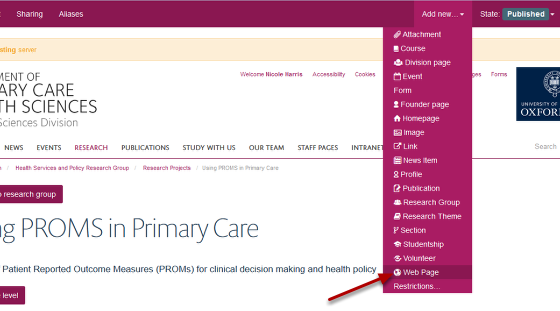 Sharing Aliases Add new... State: Published
ting server
Attachment
Course
Division page
Event
Form
Founder page
Homepage
Image
Link
News Item
Profile
Publication
Research Group
Research Theme
Section
Studentship
Volunteer
Web Page
Restrictions...
Welcome Nicole Harris Accessibility Cookies es Forms
MENT OF
ARY CARE
TH SCIENCES
Sciences Division
UNIVERSITY OF
OXFOR
NEWS EVENTS RESEARCH PUBLICATIONS STUDY WITH US OUR TEAM STAFF PAGES INTRANET Search
/ Health Services and Policy Research Group / Research Projects / Using PROMS in Primary Care
o research group
ng PROMS in Primary Care
Patient Reported Outcome Measures (PROMs) for clinical decision making and health policy
level